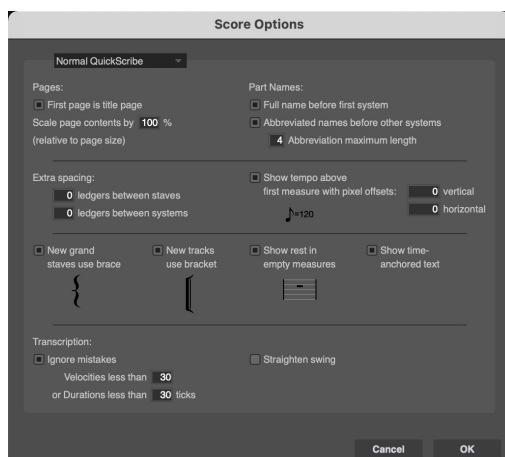 Score Options
Normal QuickScribe
Pages:
First page is title page
Scale page contents by 100 %
(relative to page size)
Part Names:
Full name before first system
Abbreviated names before other systems
4 Abbreviation maximum length
Extra spacing:
0 ledgers between staves
0 ledgers between systems
Show tempo above
first measure with pixel offsets:
0 vertical
0 horizontal
=120
New grand
staves use brace
New tracks
use bracket
Show rest in
empty measures
Show time-
anchored text
Transcription:
Ignore mistakes
Velocities less than 30
or Durations less than 30 ticks
Straighten swing
Cancel
OK